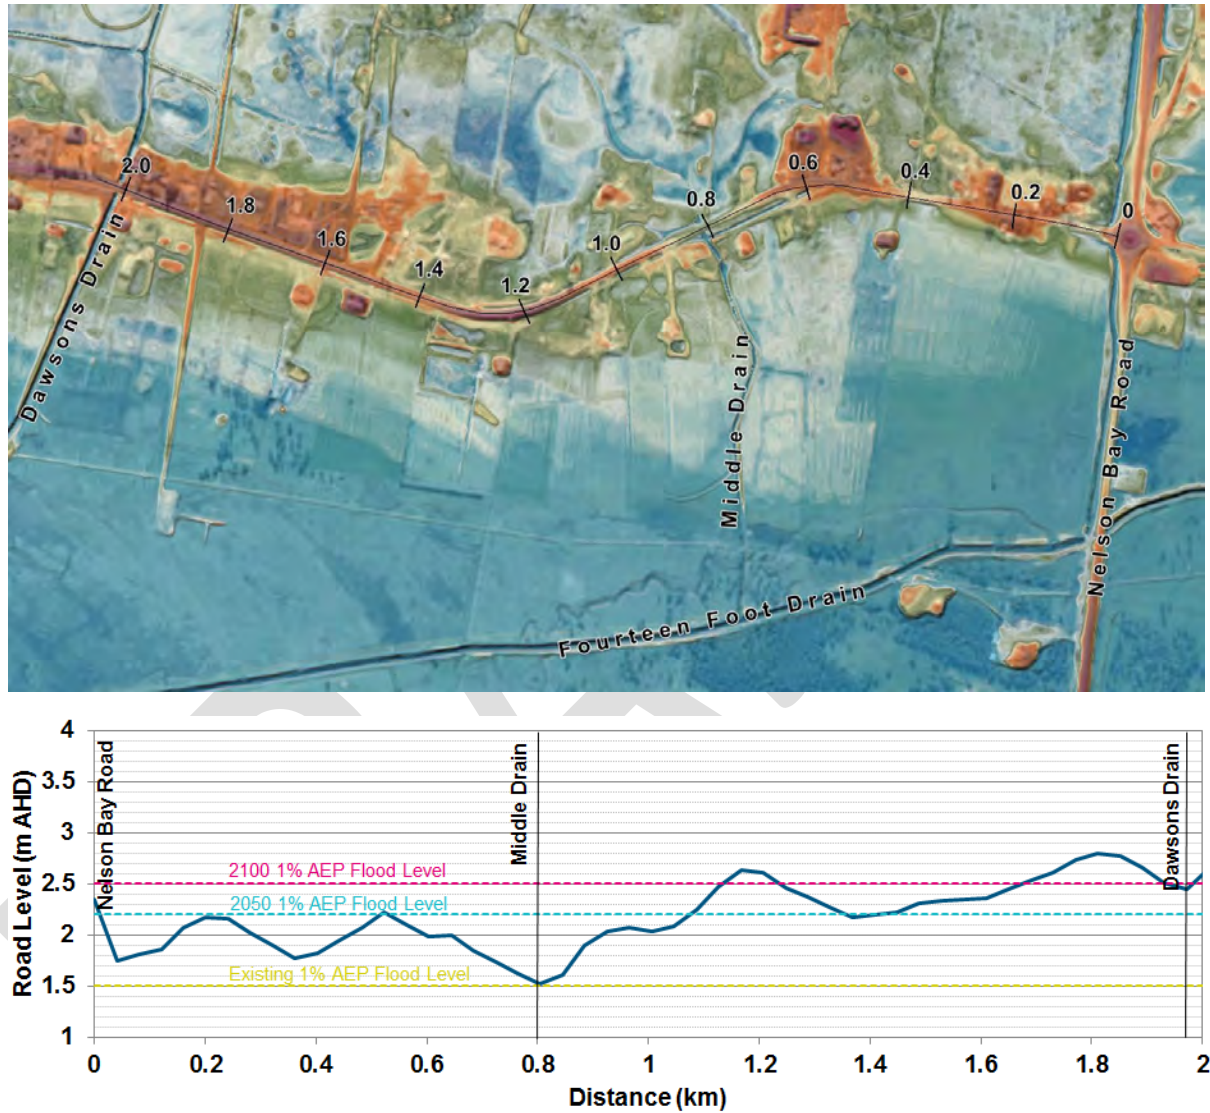 2.0
1.8
1.6
1.4
1.2
1.0
0.8
0.6
0.4
0.2
0
Dawsons Drain
Middle Drain
Nelson Bay Road
Fourteen Foot Drain
4
3.5
3
2.5
2
1.5
1
Road Level (m AHD)
Nelson Bay Road
Middle Drain
Dawsons Drain
2100 1% AEP Flood Level
2050 1% AEP Flood Level
Existing 1% AEP Flood Level
0
0.2
0.4
0.6
0.8
1
1.2
1.4
1.6
1.8
2
Distance (km)